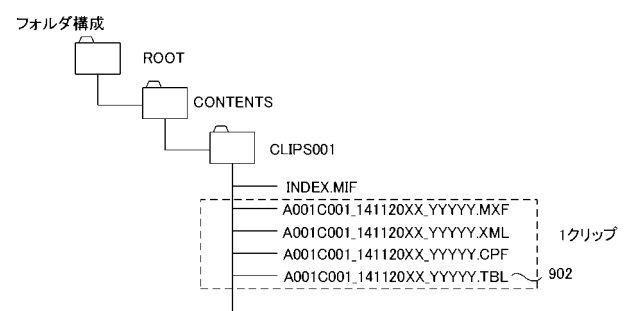 フォルダ構成
ROOT
CONTENTS
CLIPS001
INDEX.MIF
A001C001_141120XX_YYYYY.MXF
A001C001_141120XX_YYYYY.XML
1クリップ
A001C001_141120XX_YYYYY.CPF
A001C001_141120XX_YYYYY.TBL 902